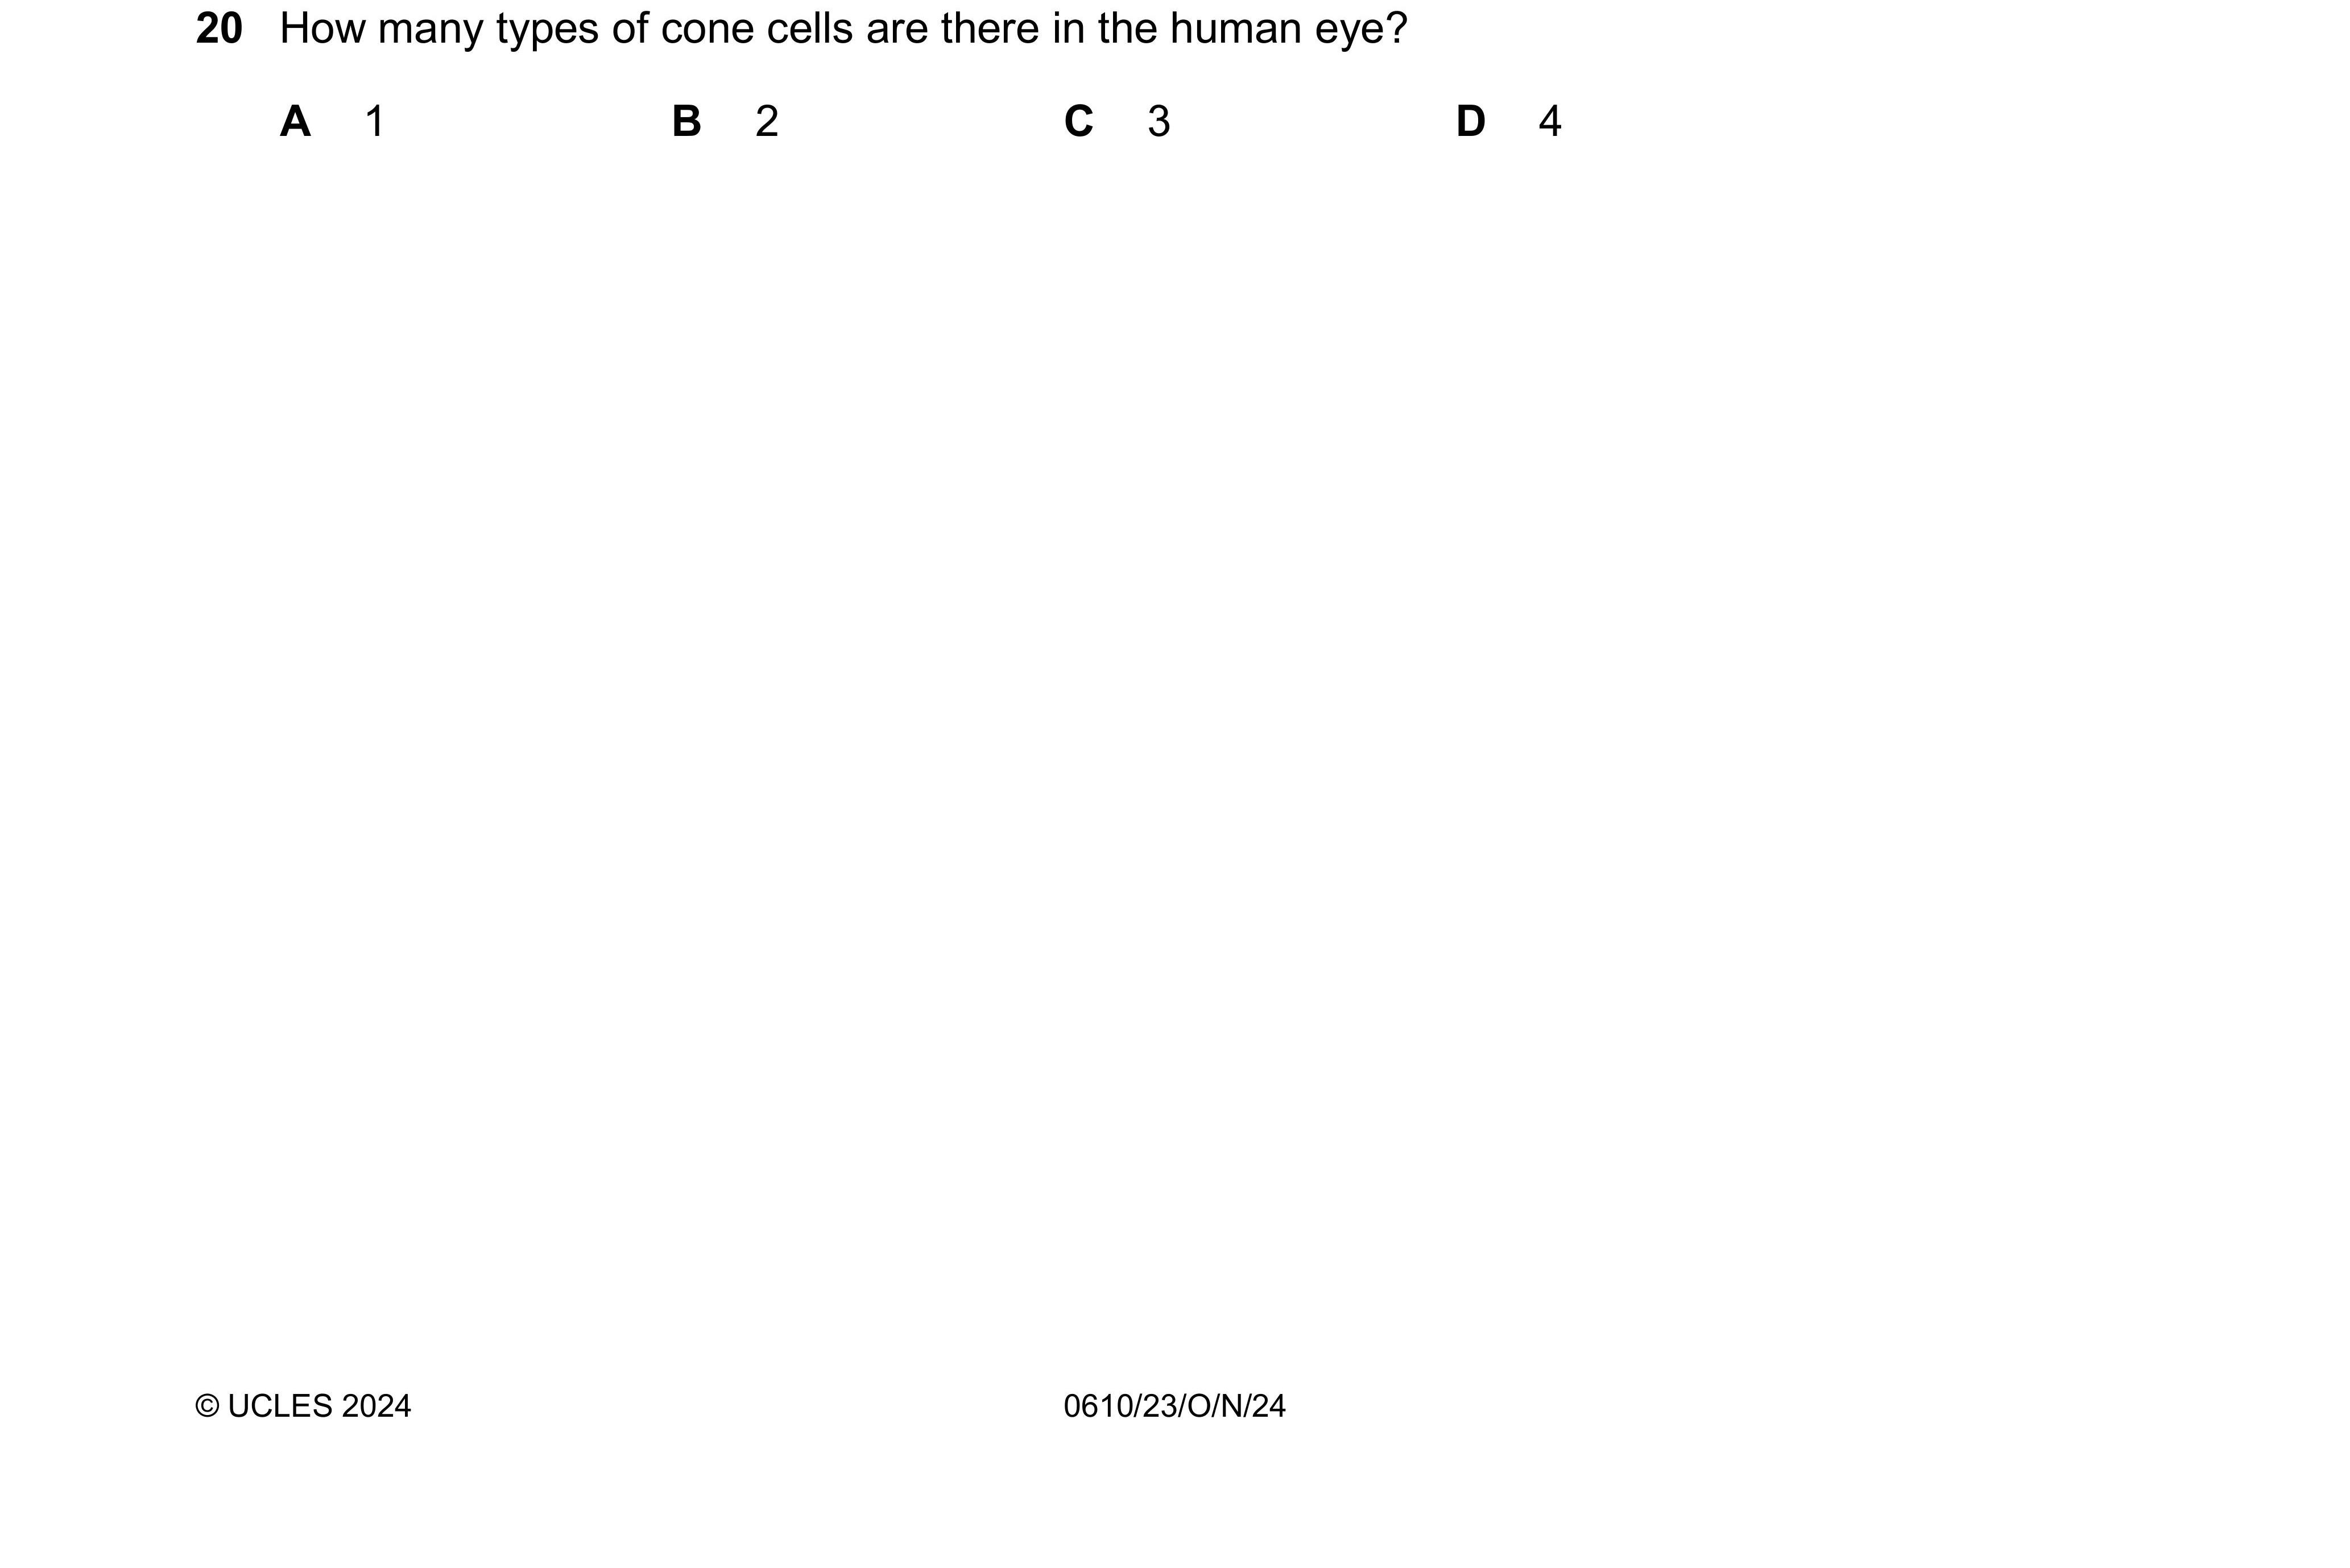 20 How many types of cone cells are there in the human eye?
A 1 B 2 C 3 D 4
© UCLES 2024 0610/23/O/N/24